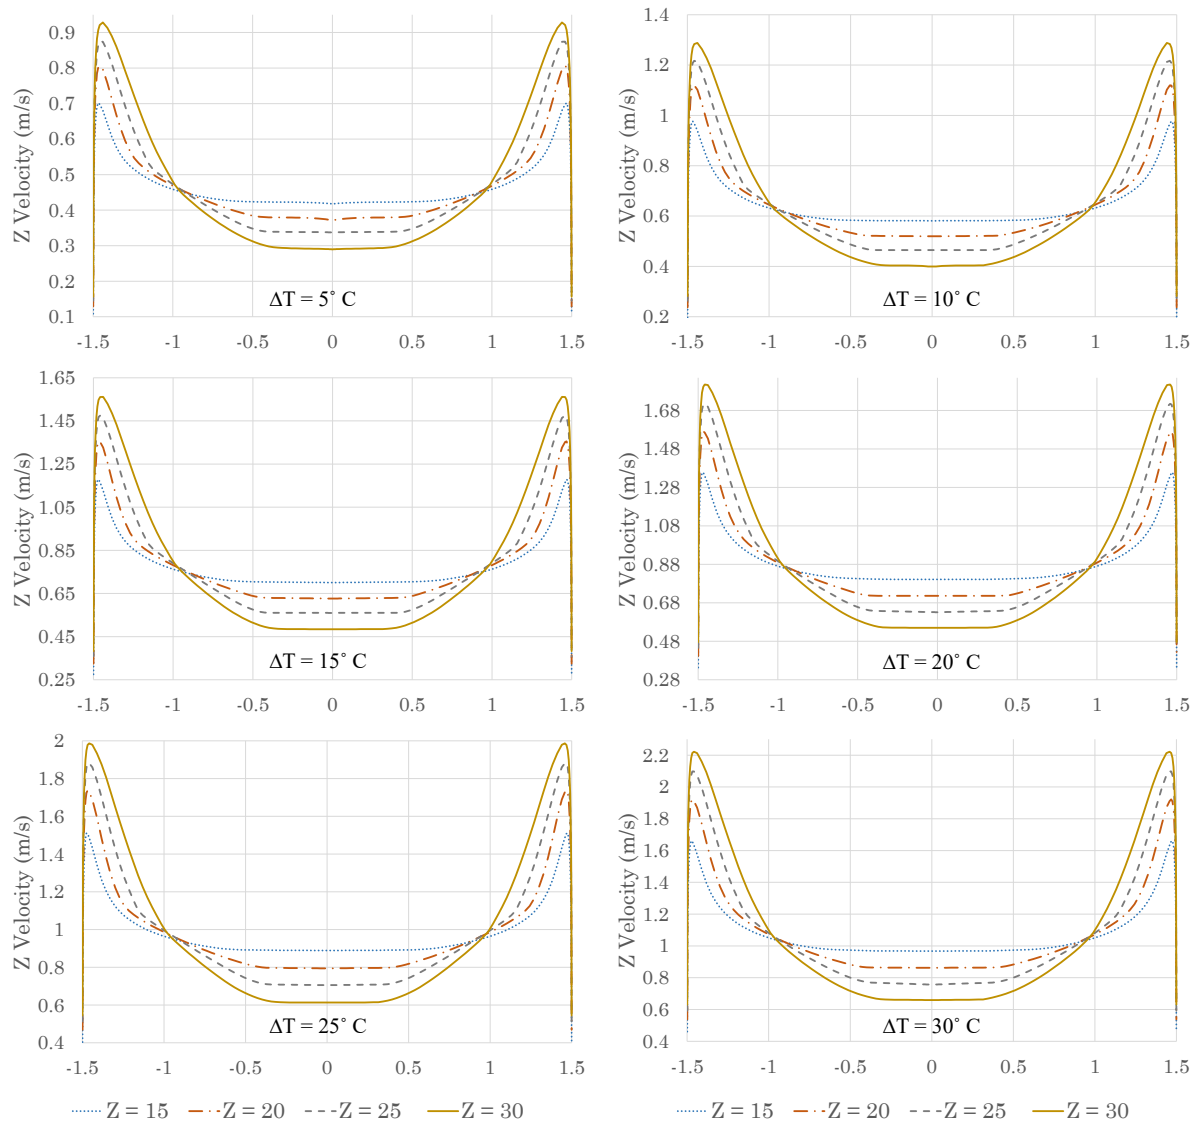 0.9
0.8
0.7
0.6
0.5
0.4
0.3
0.2
0.1
Z Velocity (m/s)
ΔT = 5° C
-1.5 -1 -0.5 0 0.5 1 1.5
1.4
1.2
1
0.8
0.6
0.4
0.2
Z Velocity (m/s)
ΔT = 10° C
-1.5 -1 -0.5 0 0.5 1 1.5
1.65
1.45
1.25
1.05
0.85
0.65
0.45
0.25
Z Velocity (m/s)
ΔT = 15° C
-1.5 -1 -0.5 0 0.5 1 1.5
1.68
1.48
1.28
1.08
0.88
0.68
0.48
0.28
Z Velocity (m/s)
ΔT = 20° C
-1.5 -1 -0.5 0 0.5 1 1.5
2
1.8
1.6
1.4
1.2
1
0.8
0.6
0.4
Z Velocity (m/s)
ΔT = 25° C
-1.5 -1 -0.5 0 0.5 1 1.5
2.2
2
1.8
1.6
1.4
1.2
1
0.8
0.6
0.4
Z Velocity (m/s)
ΔT = 30° C
-1.5 -1 -0.5 0 0.5 1 1.5
Z = 15 Z = 20 Z = 25 Z = 30
Z = 15 Z = 20 Z = 25 Z = 30